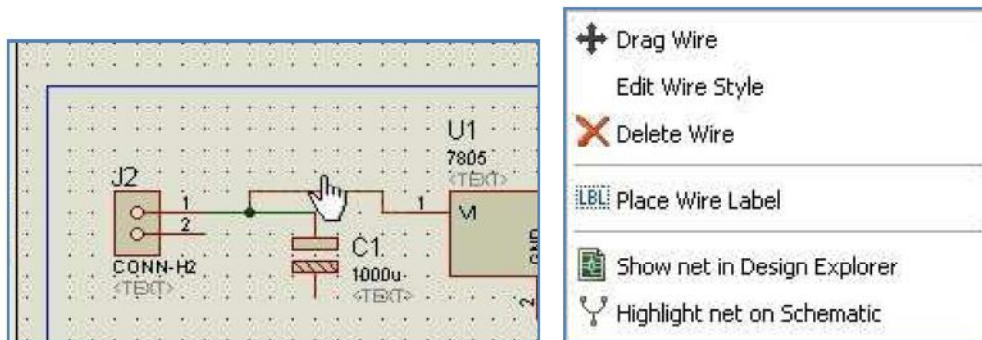 U1
7805
<TEXT>
J2
1
1
VI
2
C1
GND
CONN-H2
1000u
<TEXT>
<TEXT>
2
Drag Wire
Edit Wire Style
Delete Wire
LBL Place Wire Label
Show net in Design Explorer
Highlight net on Schematic